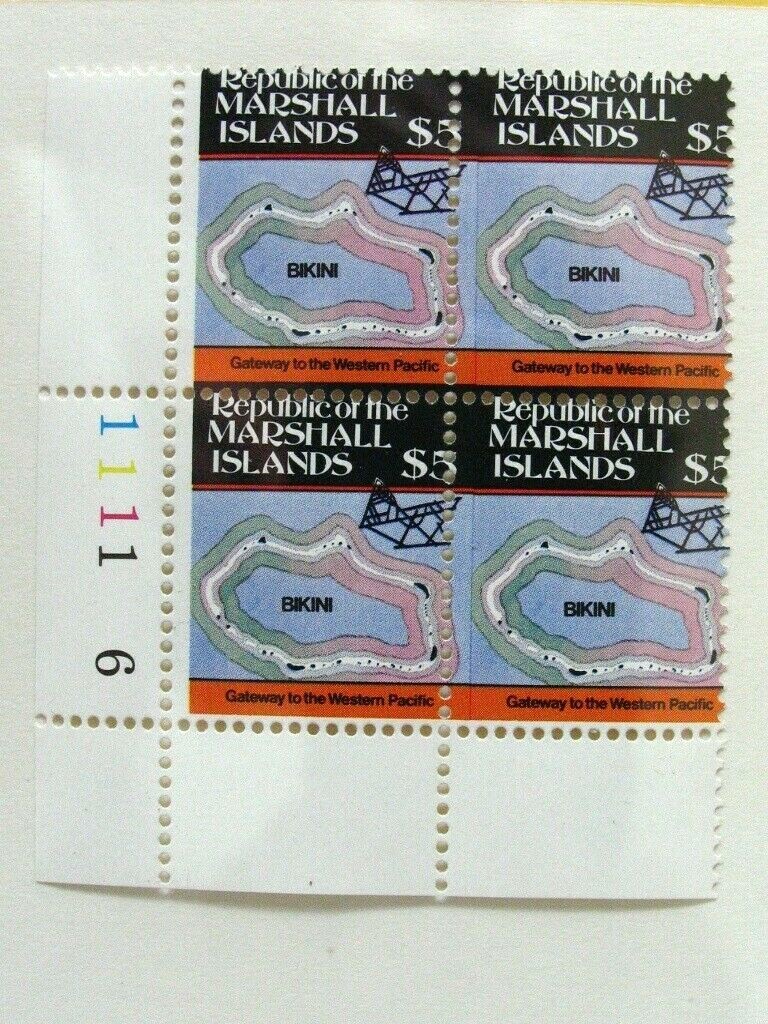 Republic of the
MARSHALL
ISLANDS $5
BIKINI
Gateway to the Western Pacific
Republic of the
MARSHALL
ISLANDS $5
BIKINI
Gateway to the Western Pacific
1111 6
Republic of the
MARSHALL
ISLANDS $5
BIKINI
Gateway to the Western Pacific
Republic of the
MARSHALL
ISLANDS $5
BIKINI
Gateway to the Western Pacific